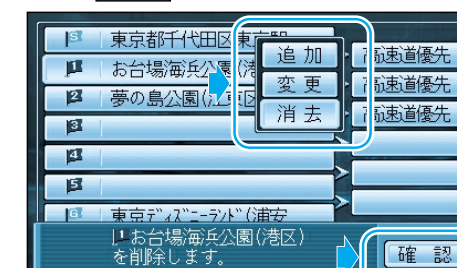 S 東京都千代田区東京駅
追加
高速道優先
1 お台場海浜公園(港
変更
高速道優先
2 夢の島公園(江東区
消去
高速道優先
3
4
5
G 東京ディズニーランド(浦安
1お台場海浜公園(港区)
を削除します。
確認